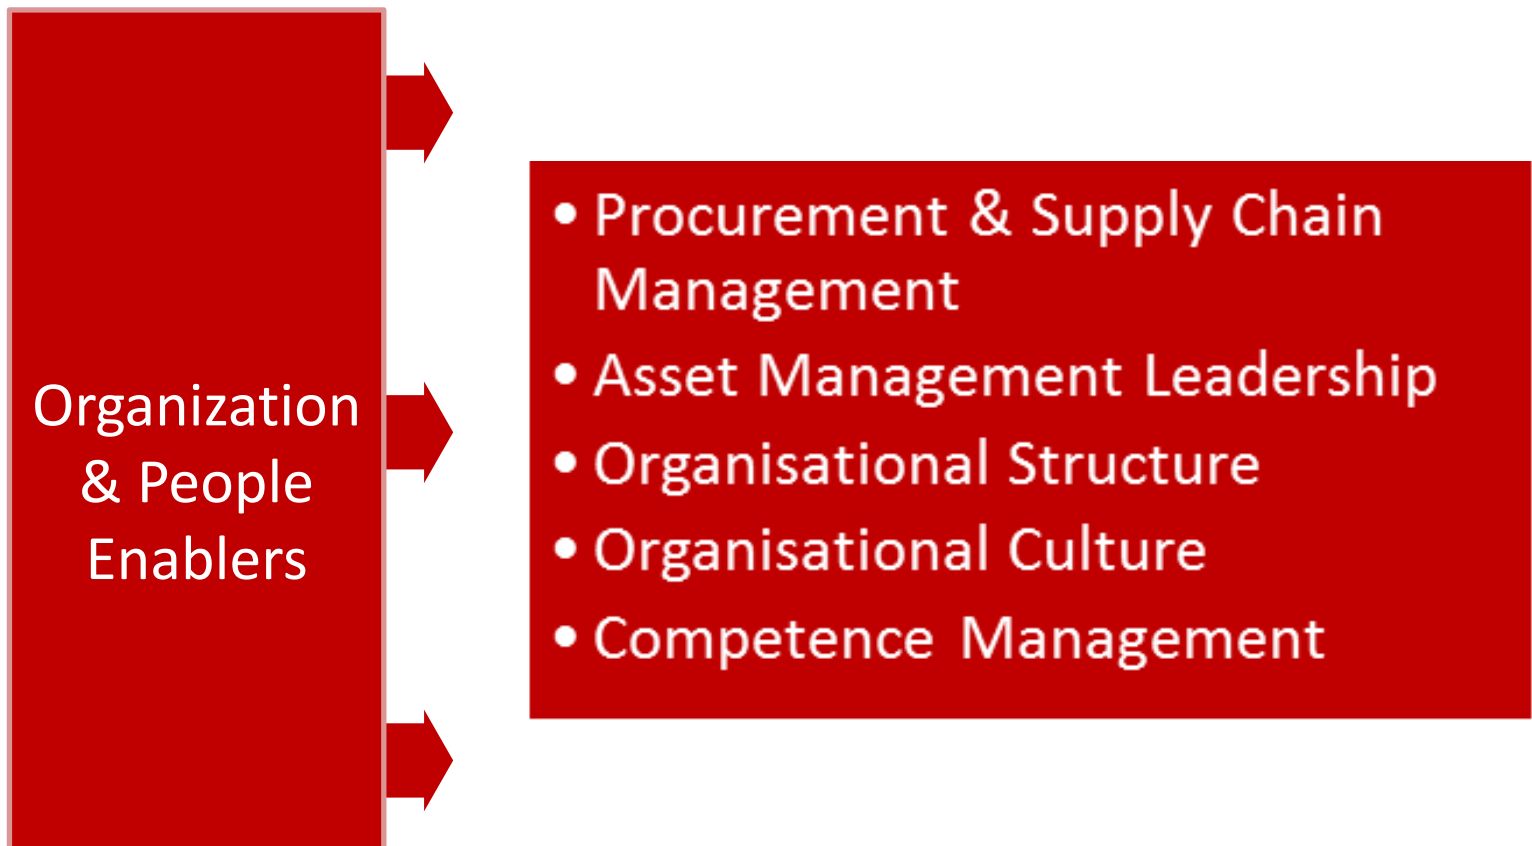 Organization
& People
Enablers
• Procurement & Supply Chain
Management
• Asset Management Leadership
• Organisational Structure
• Organisational Culture
• Competence Management